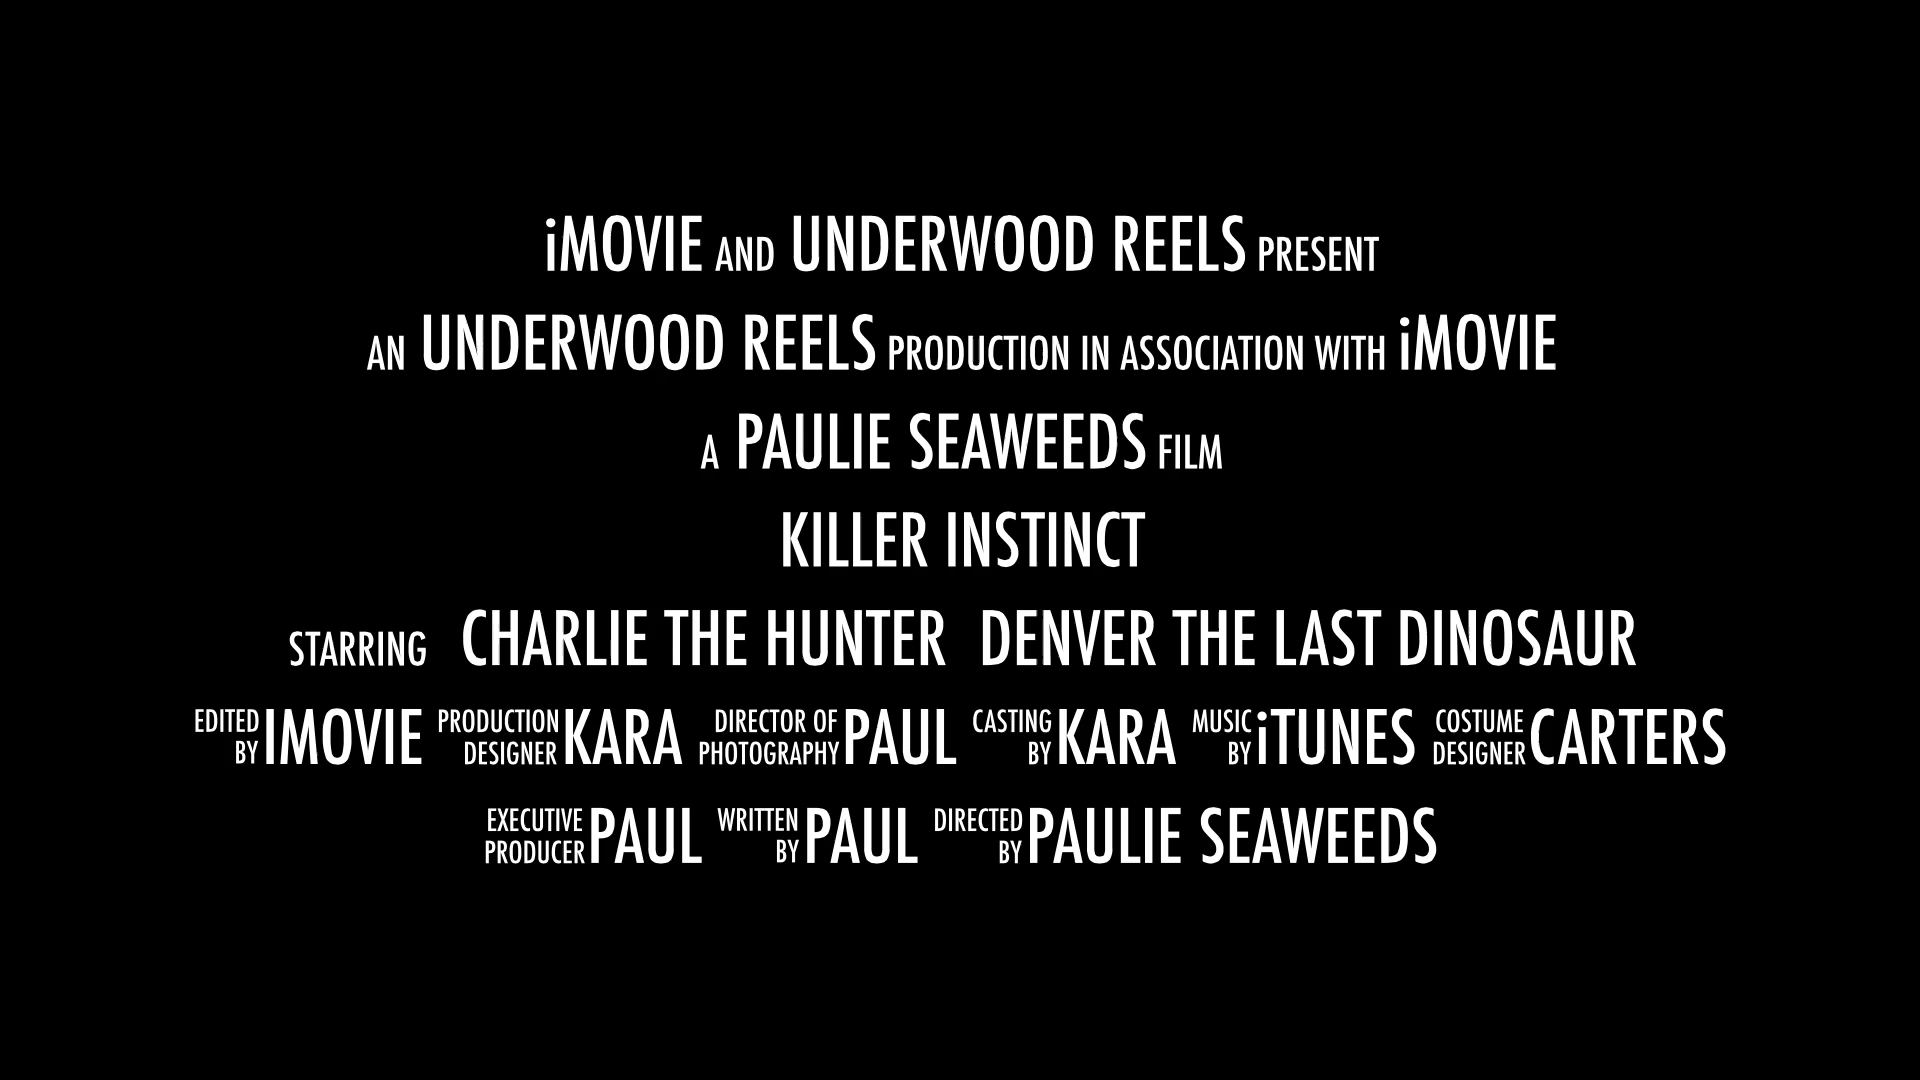 iMOVIE AND UNDERWOOD REELS PRESENT
AN UNDERWOOD REELS PRODUCTION IN ASSOCIATION WITH iMOVIE
A PAULIE SEAWEEDS FILM
KILLER INSTINCT
STARRING CHARLIE THE HUNTER DENVER THE LAST DINOSAUR
EDITED BY IMOVIE PRODUCTION DESIGNER KARA DIRECTOR OF PHOTOGRAPHY PAUL CASTING BY KARA MUSIC BY iTUNES COSTUME DESIGNER CARTERS
EXECUTIVE PRODUCER PAUL WRITTEN BY PAUL DIRECTED BY PAULIE SEAWEEDS